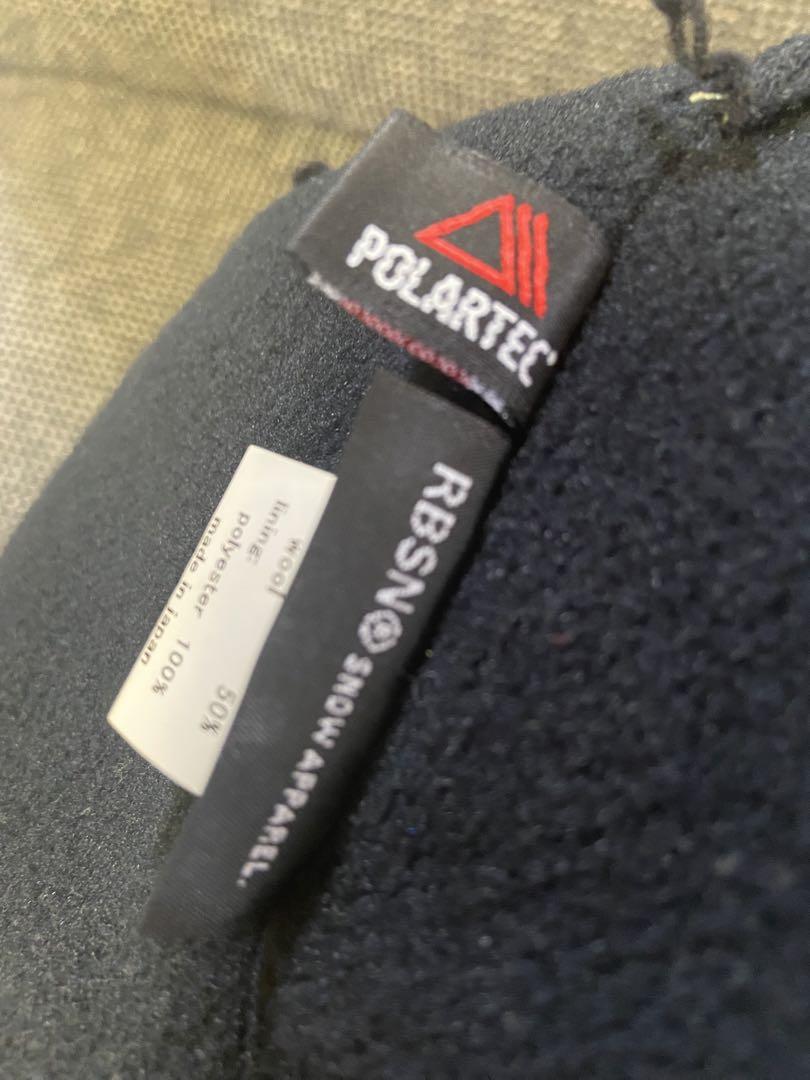 POLARTEC
RBSN SNOW APPAREL.
wool 50%
lining:
polyester 100%
made in japan